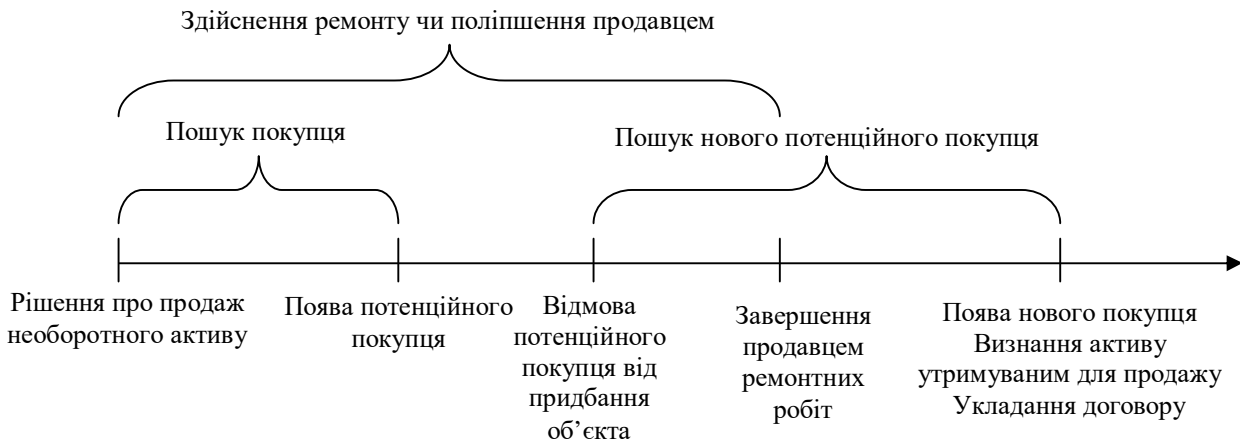 Здійснення ремонту чи поліпшення продавцем
Пошук покупця
Пошук нового потенційного покупця
Рішення про продаж
необоротного активу
Поява потенційного
покупця
Відмова
потенційного
покупця від
придбання
об’єкта
Завершення
продавцем
ремонтних
робіт
Поява нового покупця
Визнання активу
утримуваним для продажу
Укладання договору